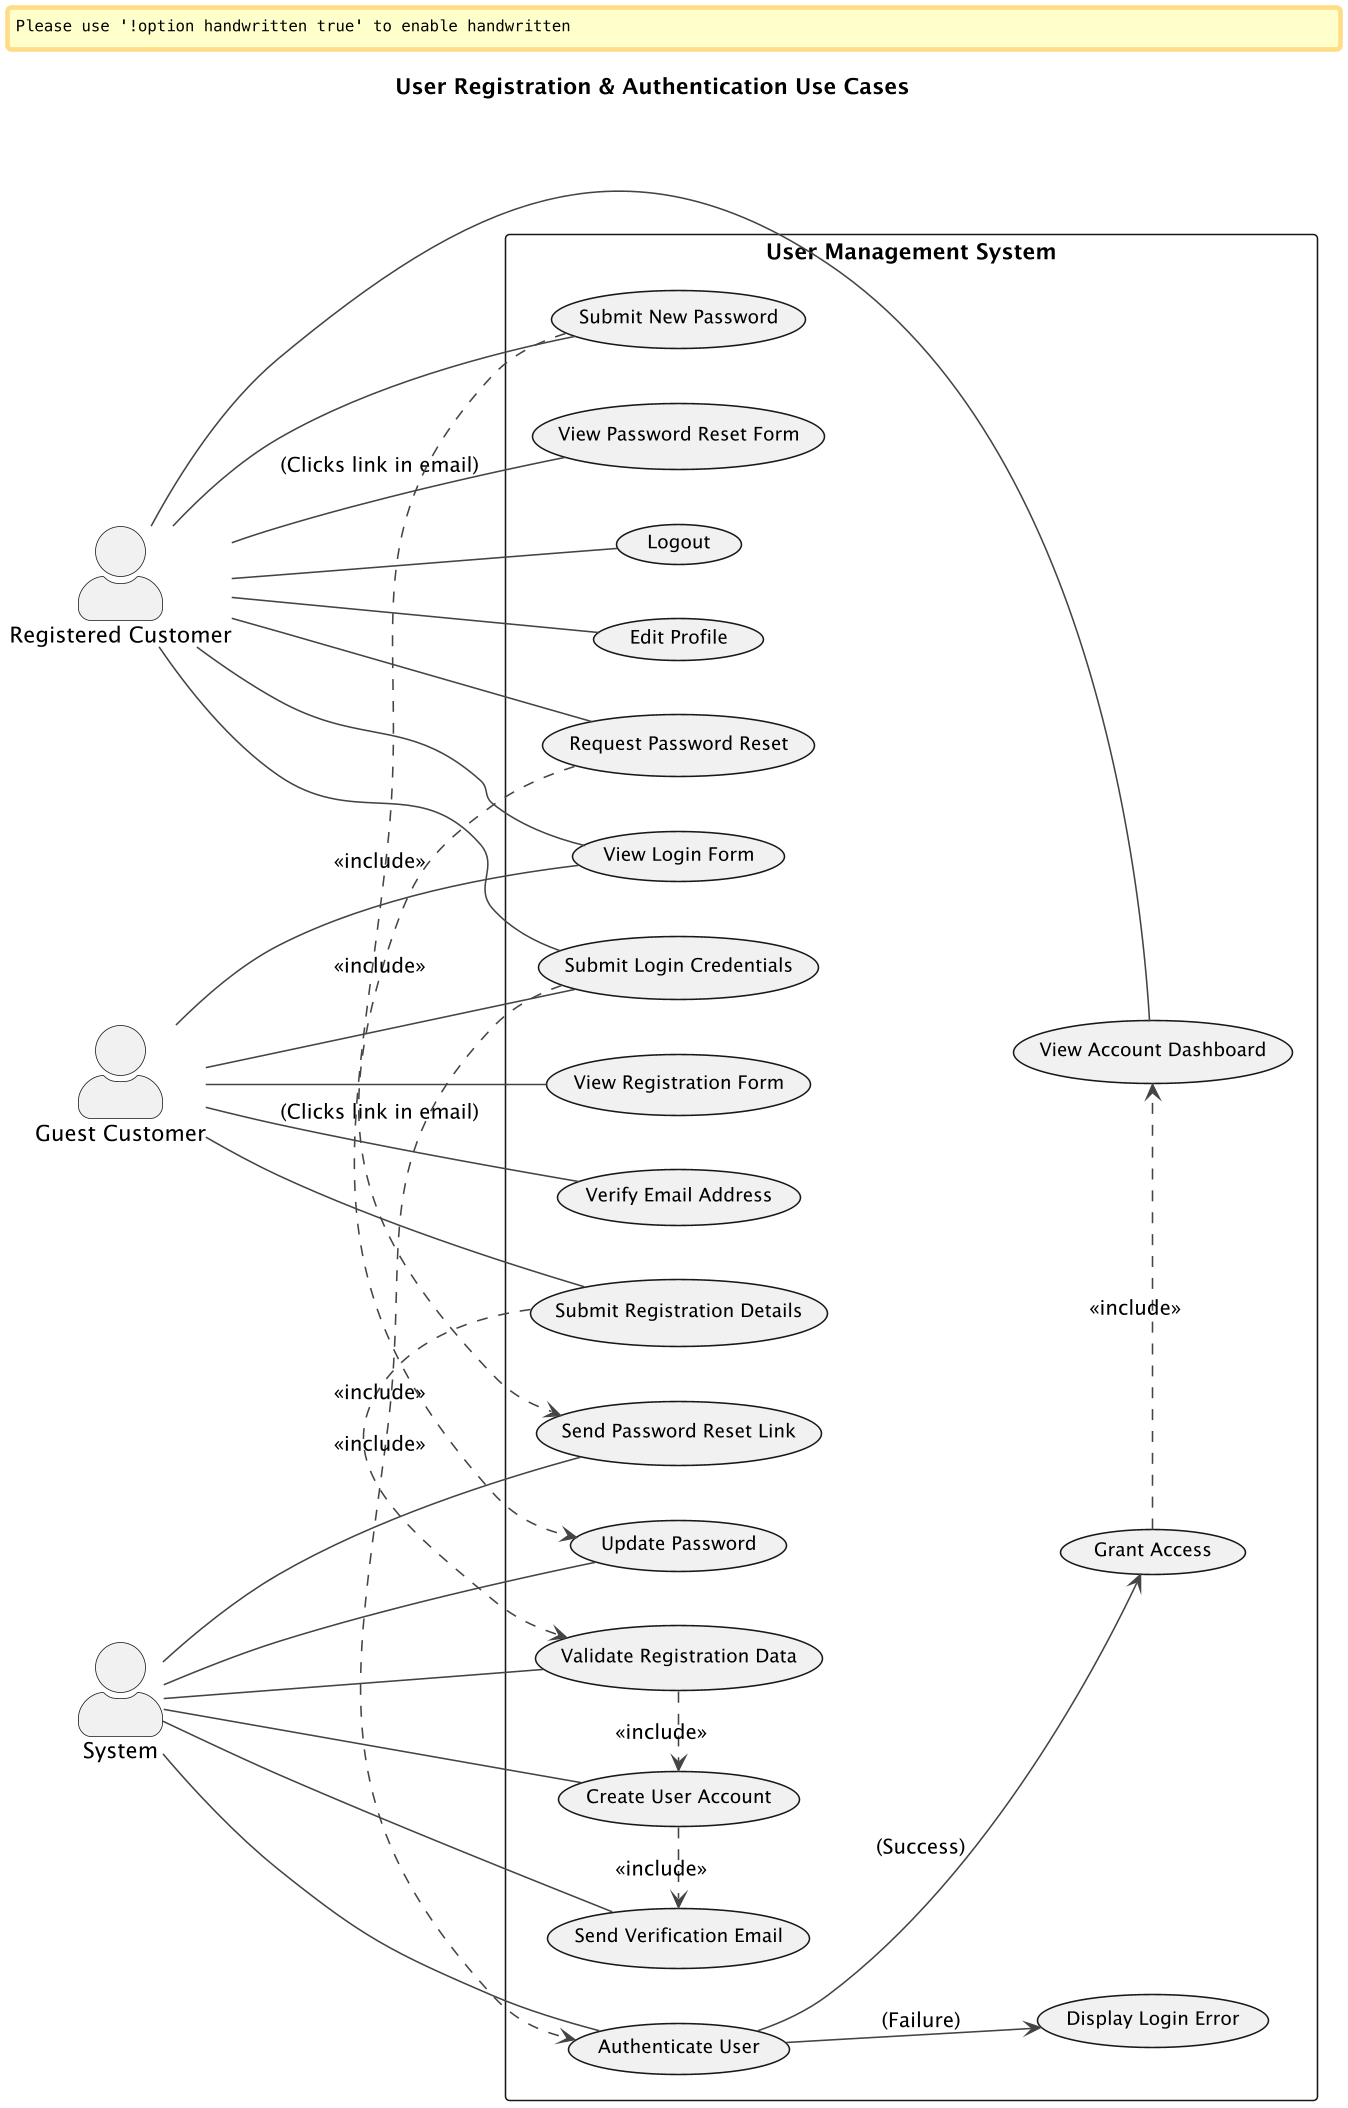 Please use '!option handwritten true' to enable handwritten
User Registration & Authentication Use Cases
User Management System
Submit New Password
View Password Reset Form
(Clicks link in email)
Logout
Registered Customer
Edit Profile
Request Password Reset
View Login Form
«include»
«include»
Submit Login Credentials
View Account Dashboard
View Registration Form
(Clicks link in email)
Guest Customer
Verify Email Address
Submit Registration Details
«include»
«include»
«include»
Send Password Reset Link
Update Password
Grant Access
Validate Registration Data
«include»
System
Create User Account
(Success)
«include»
Send Verification Email
(Failure)
Display Login Error
Authenticate User